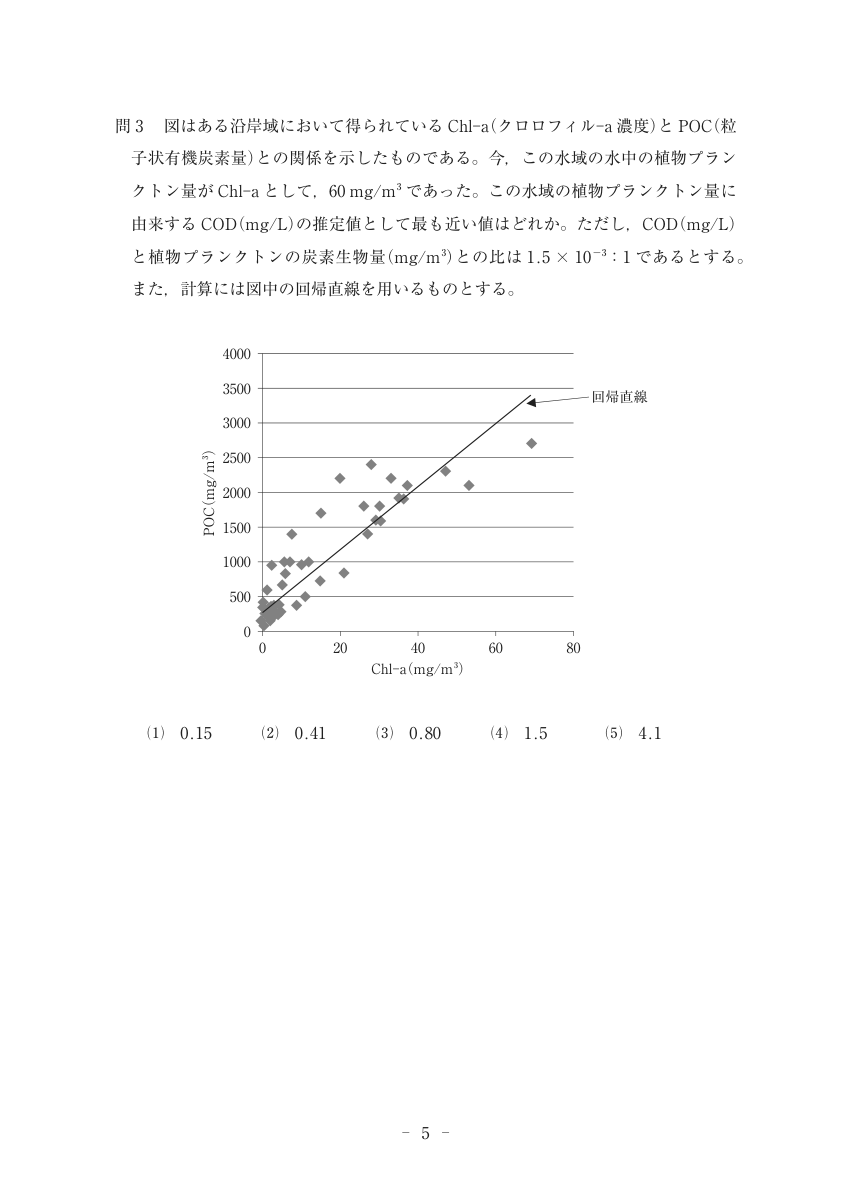 問3 図はある沿岸域において得られている Chl-a(クロロフィル-a 濃度)と POC(粒
子状有機炭素量)との関係を示したものである。今，この水域の水中の植物プラン
クトン量が Chl-a として，60 mg/m³ であった。この水域の植物プランクトン量に
由来する COD(mg/L)の推定値として最も近い値はどれか。ただし，COD(mg/L)
と植物プランクトンの炭素生物量(mg/m³)との比は 1.5 × 10⁻³：1 であるとする。
また，計算には図中の回帰直線を用いるものとする。
4000
3500
回帰直線
3000
2500
2000
1500
1000
500
0
POC(mg/m³)
0 20 40 60 80
Chl-a(mg/m³)
(1) 0.15 (2) 0.41 (3) 0.80 (4) 1.5 (5) 4.1
- 5 -